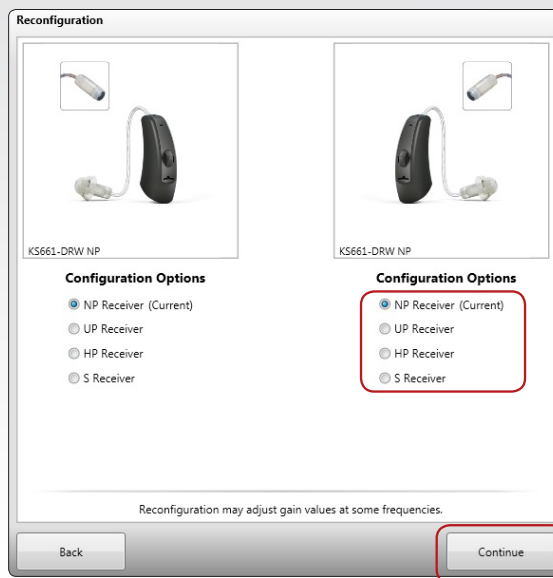 Reconfiguration
KS661-DRW NP
KS661-DRW NP
Configuration Options
NP Receiver (Current)
UP Receiver
HP Receiver
S Receiver
Configuration Options
NP Receiver (Current)
UP Receiver
HP Receiver
S Receiver
Reconfiguration may adjust gain values at some frequencies.
Back
Continue